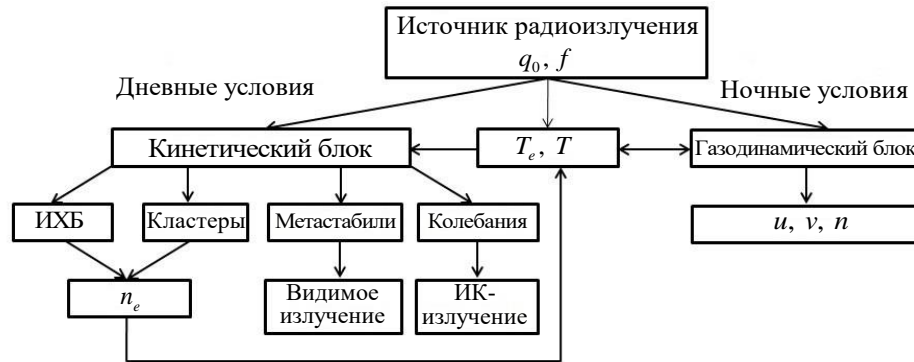 Источник радиоизлучения
q₀, f
Дневные условия
Ночные условия
Кинетический блок
Tₑ, T
Газодинамический блок
ИХБ
Кластеры
Метастабили
Колебания
u, v, n
nₑ
Видимое
излучение
ИК-
излучение